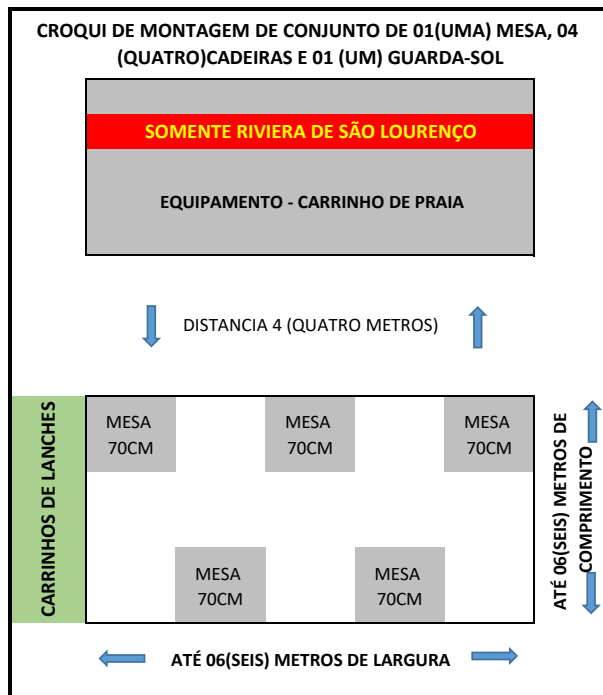 CROQUI DE MONTAGEM DE CONJUNTO DE 01(UMA) MESA, 04
(QUATRO)CADEIRAS E 01 (UM) GUARDA-SOL
SOMENTE RIVIERA DE SÃO LOURENÇO
EQUIPAMENTO - CARRINHO DE PRAIA
DISTANCIA 4 (QUATRO METROS)
CARRINHOS DE LANCHES
MESA
70CM
MESA
70CM
MESA
70CM
MESA
70CM
MESA
70CM
ATÉ 06(SEIS) METROS DE
COMPRIMENTO
ATÉ 06(SEIS) METROS DE LARGURA